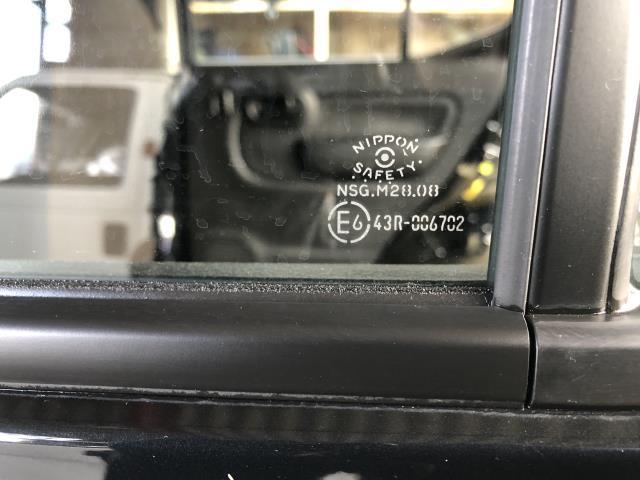 NIPPON
SAFETY
NSG.M28.08
E6 43R-006702